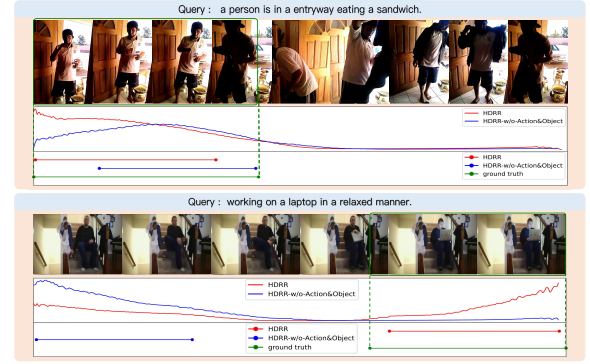 Query : a person is in a entryway eating a sandwich.
HDRR
HDRR-w/o-Action&Object
HDRR
HDRR-w/o-Action&Object
ground truth
Query : working on a laptop in a relaxed manner.
HDRR
HDRR-w/o-Action&Object
HDRR
HDRR-w/o-Action&Object
ground truth